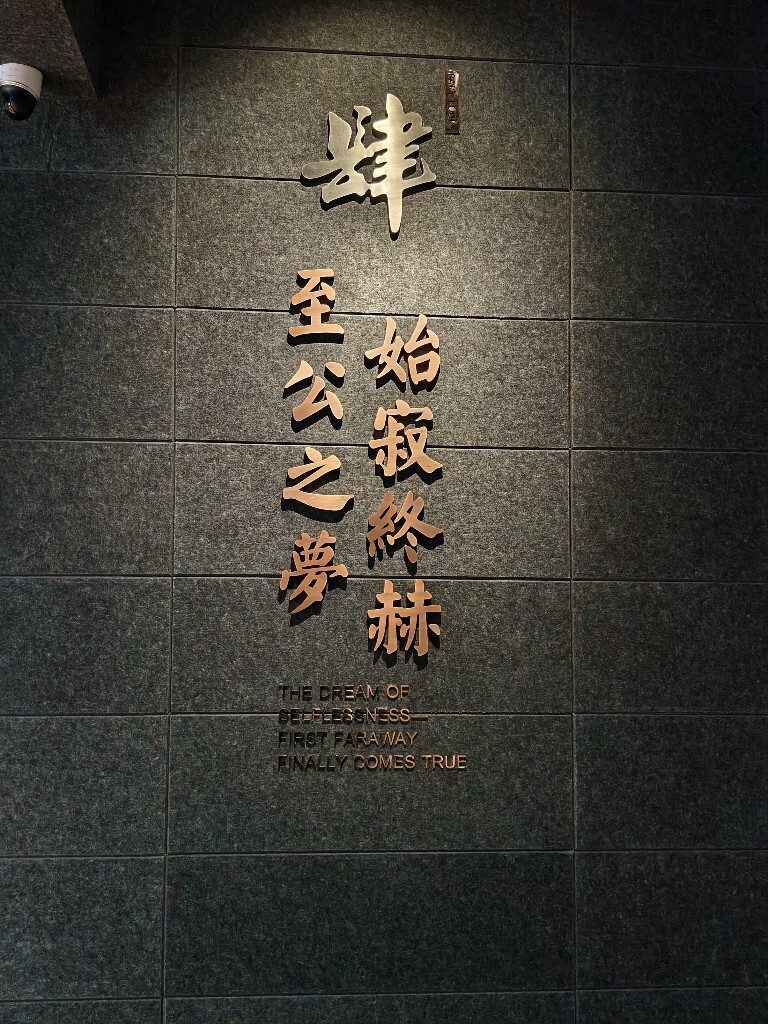 肆
至公之夢
始寂終赫
THE DREAM OF
SELFLESSNESS—
FIRST FARAWAY
FINALLY COMES TRUE